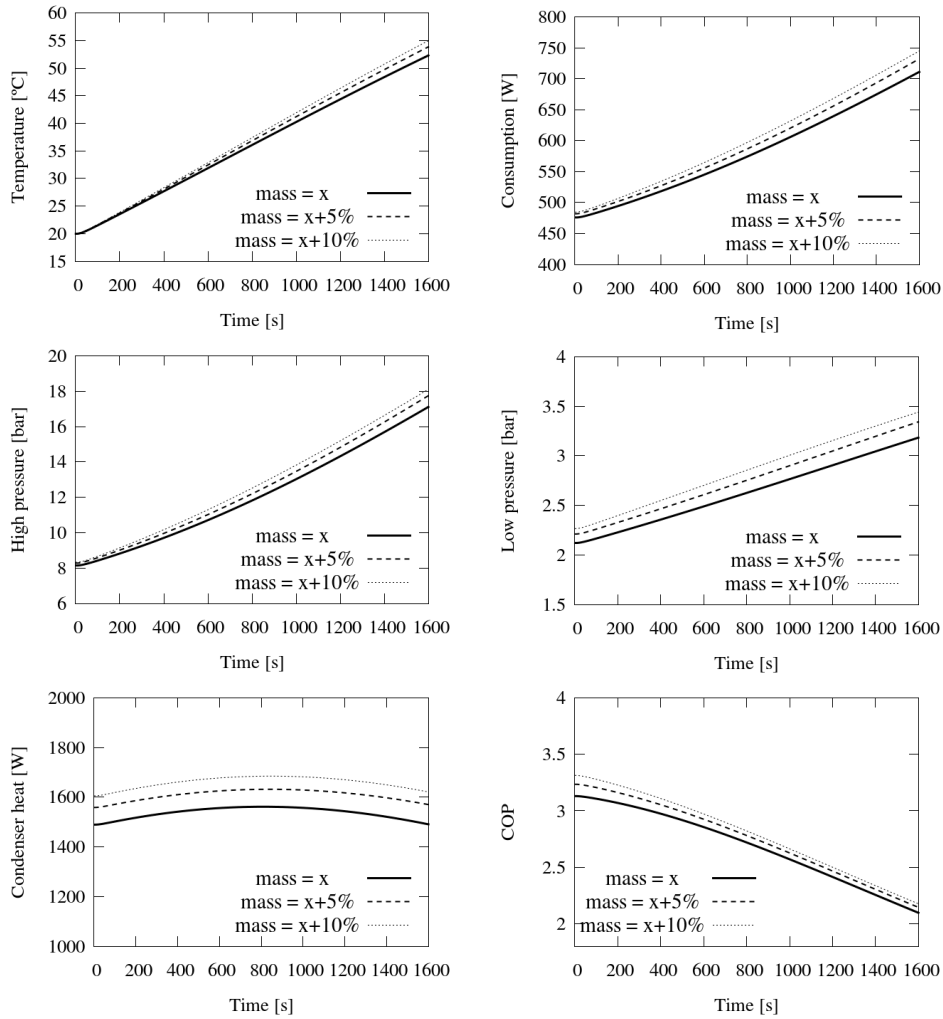 60
55
50
45
40
35
30
25
20
15
Temperature [ºC]
mass = x
mass = x+5%
mass = x+10%
0 200 400 600 800 1000 1200 1400 1600
Time [s]
800
750
700
650
600
550
500
450
400
Consumption [W]
mass = x
mass = x+5%
mass = x+10%
0 200 400 600 800 1000 1200 1400 1600
Time [s]
20
18
16
14
12
10
8
6
High pressure [bar]
mass = x
mass = x+5%
mass = x+10%
0 200 400 600 800 1000 1200 1400 1600
Time [s]
4
3.5
3
2.5
2
1.5
Low pressure [bar]
mass = x
mass = x+5%
mass = x+10%
0 200 400 600 800 1000 1200 1400 1600
Time [s]
2000
1800
1600
1400
1200
1000
Condenser heat [W]
mass = x
mass = x+5%
mass = x+10%
0 200 400 600 800 1000 1200 1400 1600
Time [s]
4
3.5
3
2.5
2
COP
mass = x
mass = x+5%
mass = x+10%
0 200 400 600 800 1000 1200 1400 1600
Time [s]